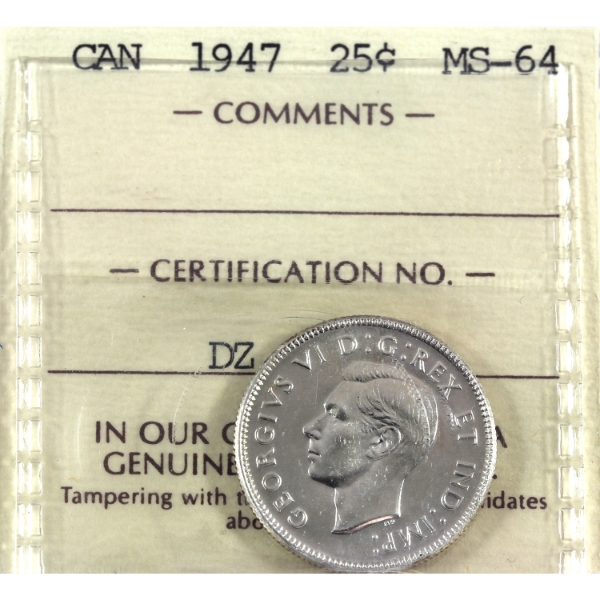 CAN 1947 25¢ MS-64
— COMMENTS —
— CERTIFICATION NO. —
DZ
GEORGIVS VI D:G:REX ET IND:IMP:
IN OUR
GENUINE
Tampering with
abo